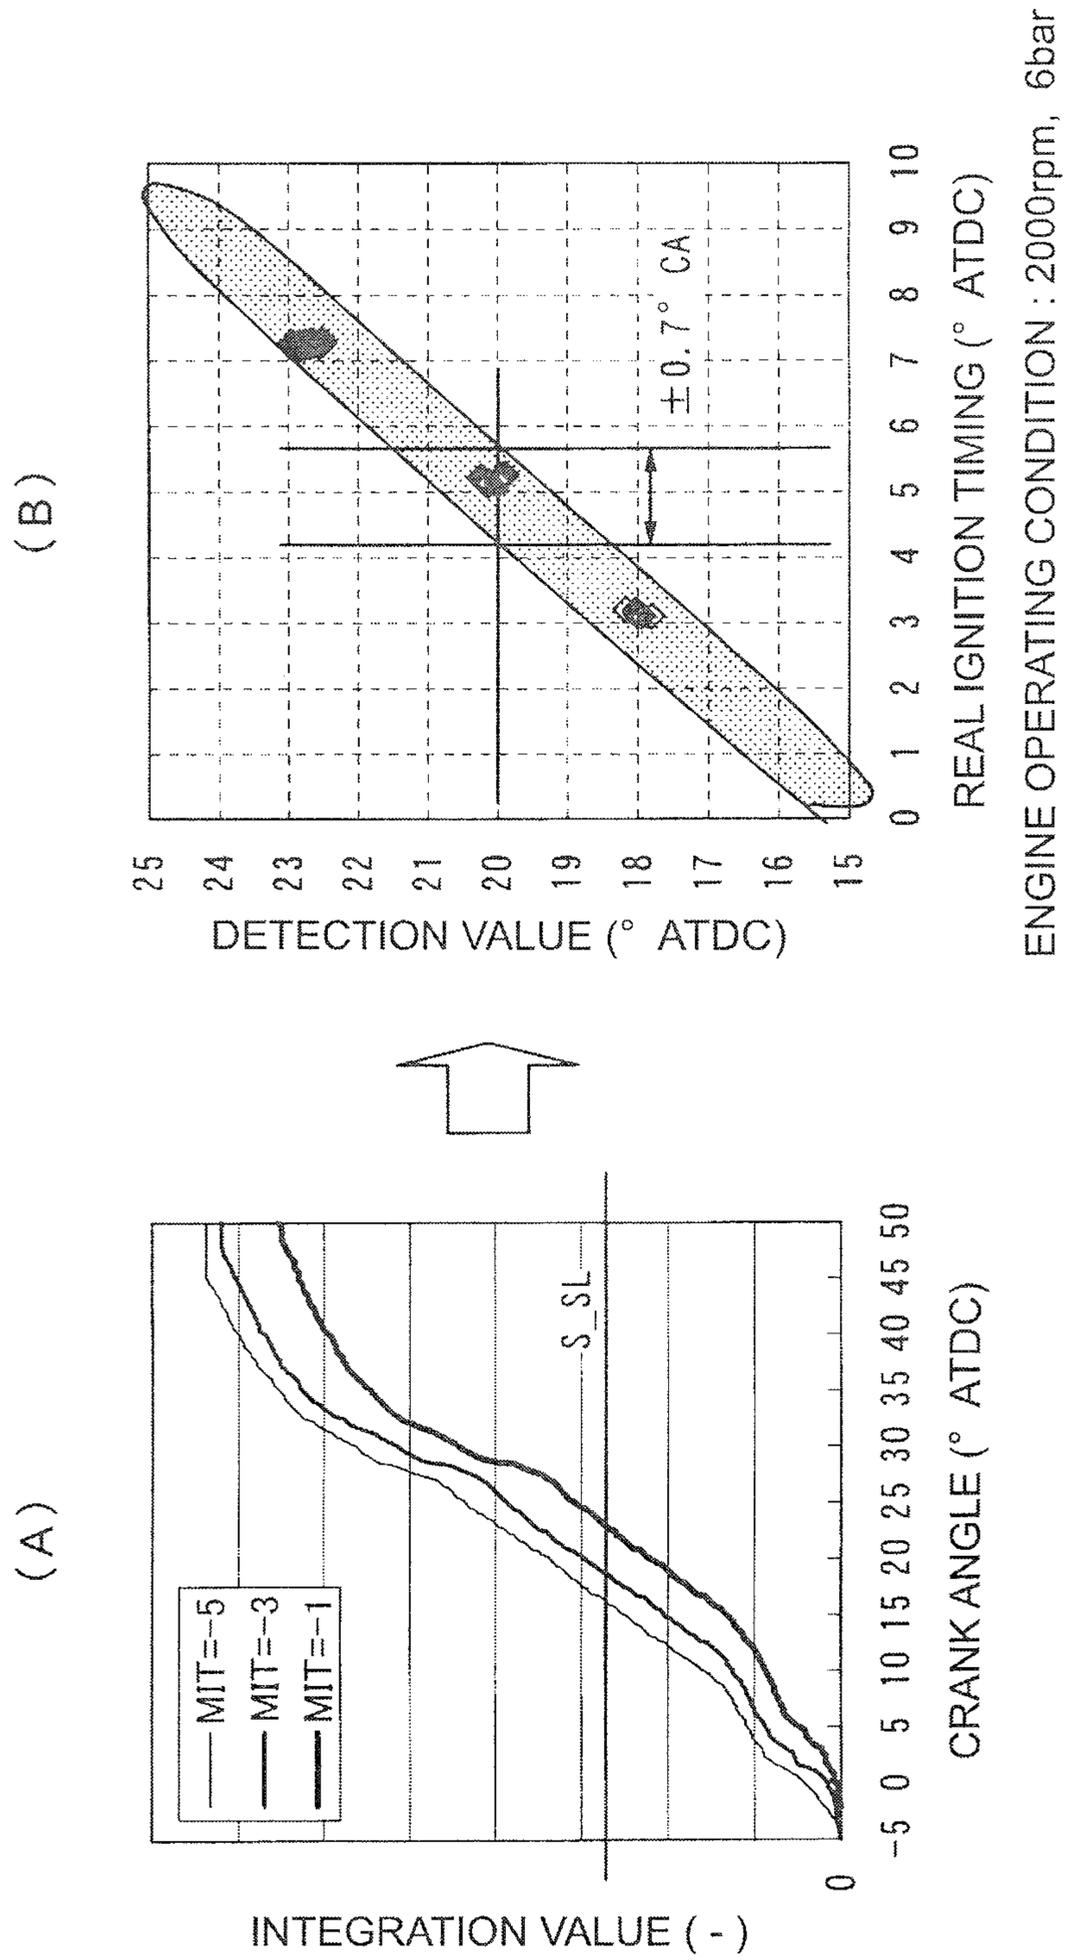 (A)
INTEGRATION VALUE (-)
MIT=-5
MIT=-3
MIT=-1
S_SL
0
-5 0 5 10 15 20 25 30 35 40 45 50
CRANK ANGLE (° ATDC)
(B)
DETECTION VALUE (° ATDC)
25
24
23
22
21
20
19
18
17
16
15
±0.7° CA
0 1 2 3 4 5 6 7 8 9 10
REAL IGNITION TIMING (° ATDC)
ENGINE OPERATING CONDITION : 2000rpm, 6bar